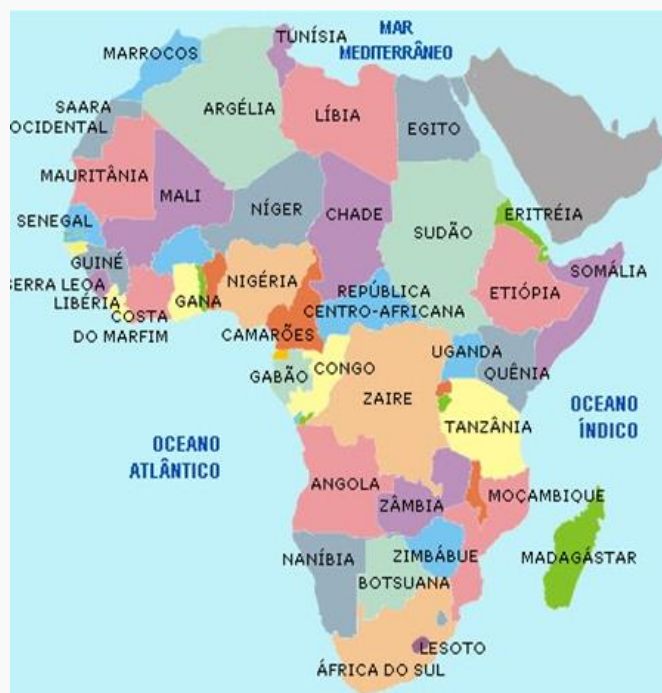 MAR
MEDITERRÂNEO
TUNÍSIA
MARROCOS
SAARA
OCIDENTAL
ARGÉLIA
LÍBIA
EGITO
MAURITÂNIA
MALI
NÍGER
CHADE
SUDÃO
ERITRÉIA
SENEGAL
GUINÉ
SERRA LEOA
LIBÉRIA
COSTA
DO MARFIM
GANA
NIGÉRIA
CAMARÕES
REPÚBLICA
CENTRO-AFRICANA
ETIÓPIA
SOMÁLIA
UGANDA
QUÊNIA
GABÃO
CONGO
ZAIRE
TANZÂNIA
OCEANO
ÍNDICO
OCEANO
ATLÂNTICO
ANGOLA
ZÂMBIA
MOÇAMBIQUE
NANÍBIA
ZIMBÁBUE
BOTSUANA
MADAGÁSTAR
LESOTO
ÁFRICA DO SUL